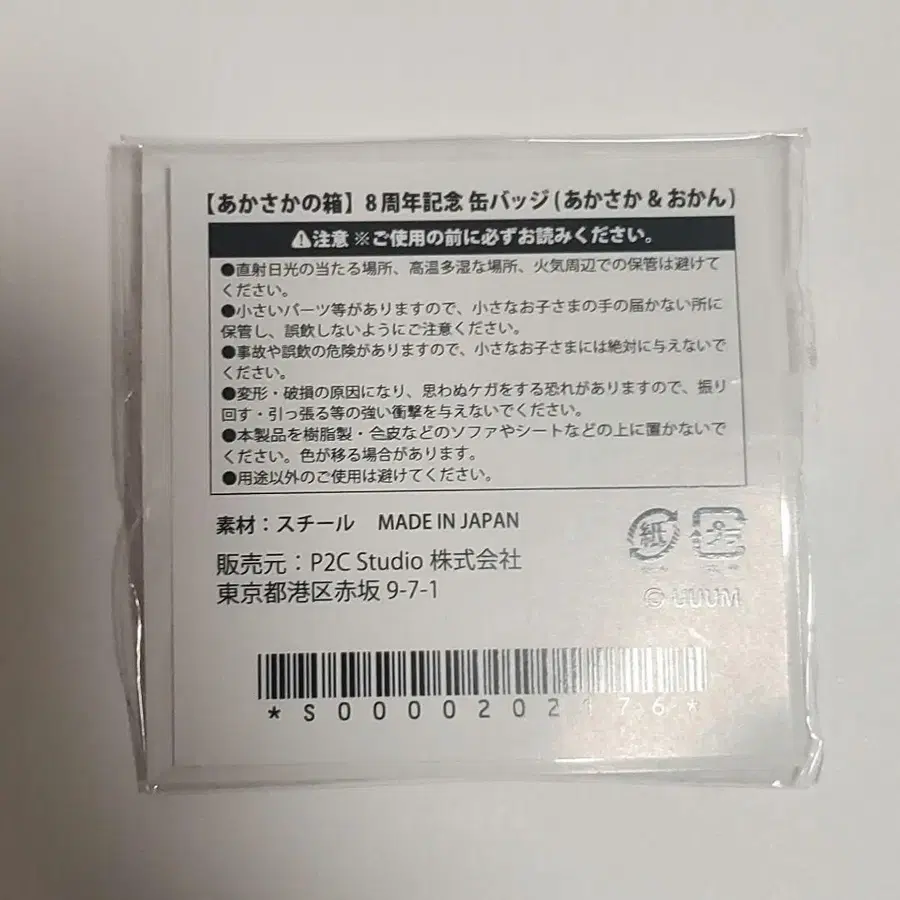 【あかさかの箱】8周年記念 缶バッジ(あかさか & おかん)
⚠注意 ※ご使用の前に必ずお読みください。
●直射日光の当たる場所、高温多湿な場所、火気周辺での保管は避けて
ください。
●小さいパーツ等がありますので、小さなお子さまの手の届かない所に
保管し、誤飲しないようにご注意ください。
●事故や誤飲の危険がありますので、小さなお子さまには絶対に与えないで
ください。
●変形・破損の原因になり、思わぬケガをする恐れがありますので、振り
回す・引っ張る等の強い衝撃を与えないでください。
●本製品を樹脂製・合皮などのソファやシートなどの上に置かないで
ください。色が移る場合があります。
●用途以外のご使用は避けてください。
素材：スチール MADE IN JAPAN
紙
販売元：P2C Studio 株式会社
東京都港区赤坂 9-7-1
© UUUM